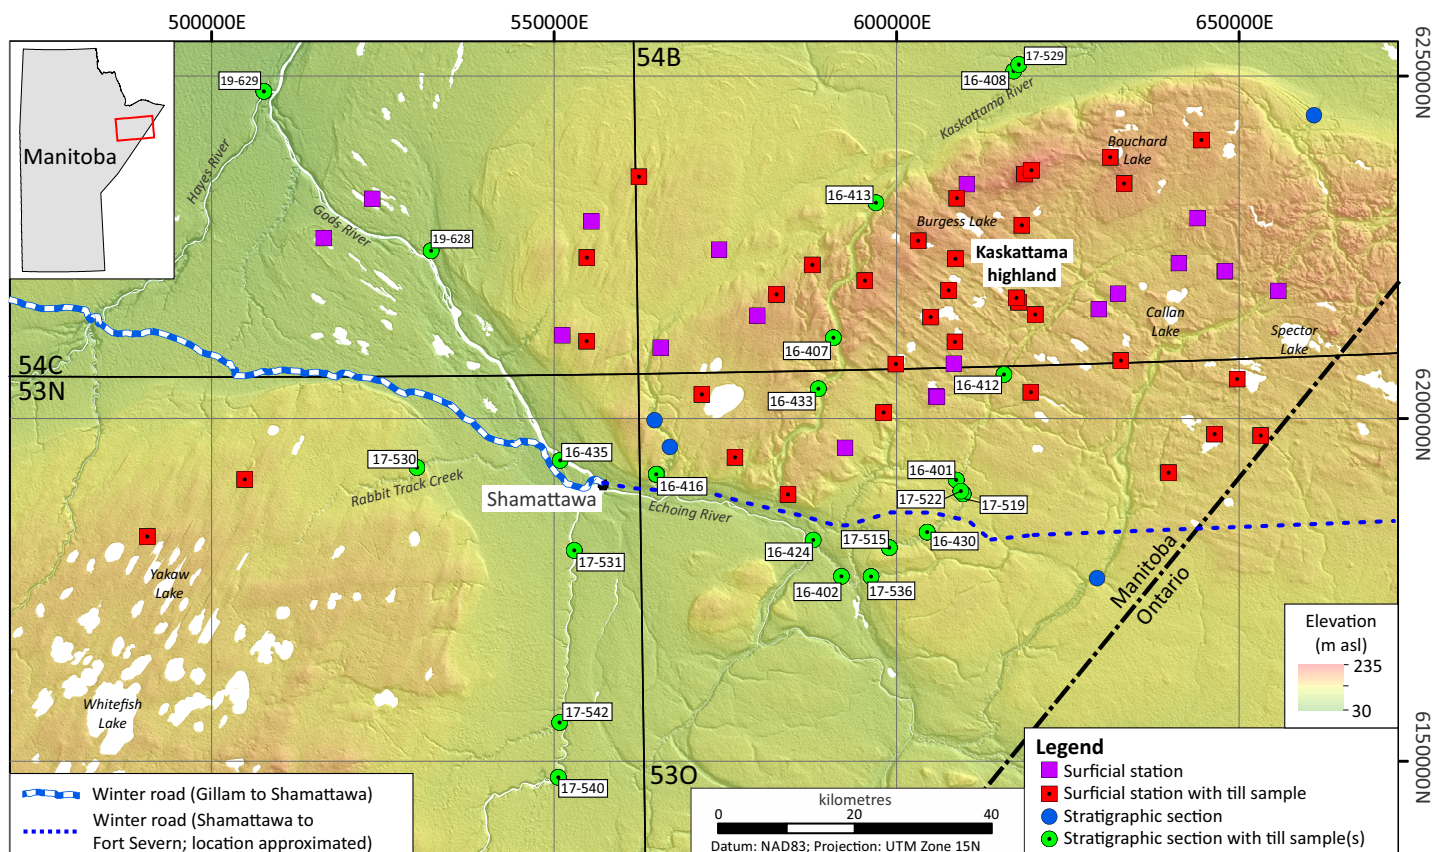 500000E
550000E
600000E
650000E
6250000N
6200000N
6150000N
Manitoba
54B
54C
53N
53O
19-629
17-529
16-408
Kaskattama River
Hayes River
Gods River
19-628
16-413
Bouchard
Lake
Burgess Lake
Kaskattama
highland
Callan
Lake
Spector
Lake
16-407
16-412
16-433
17-530
Rabbit Track Creek
16-435
Shamattawa
16-416
Echoing River
16-401
17-522
17-519
17-515
16-430
16-424
16-402
17-536
17-531
Yakaw
Lake
Whitefish
Lake
17-542
17-540
Manitoba
Ontario
Elevation
(m asl)
235
30
Legend
Surficial station
Surficial station with till sample
Stratigraphic section
Stratigraphic section with till sample(s)
Winter road (Gillam to Shamattawa)
Winter road (Shamattawa to
Fort Severn; location approximated)
kilometres
0
20
40
Datum: NAD83; Projection: UTM Zone 15N